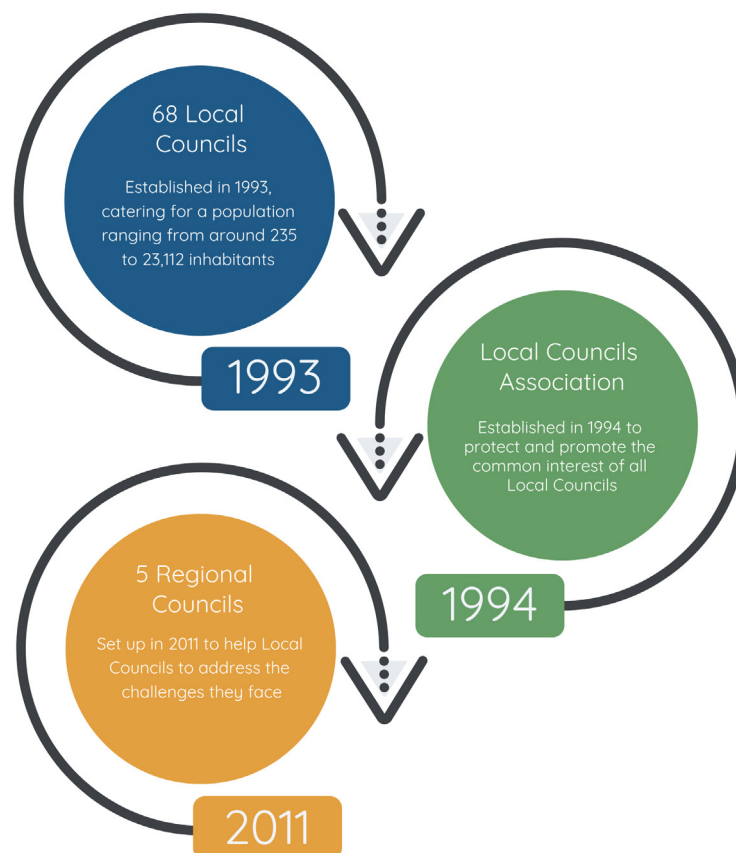 68 Local
Councils
Established in 1993,
catering for a population
ranging from around 235
to 23,112 inhabitants
1993
Local Councils
Association
Established in 1994 to
protect and promote the
common interest of all
Local Councils
1994
5 Regional
Councils
Set up in 2011 to help Local
Councils to address the
challenges they face
2011